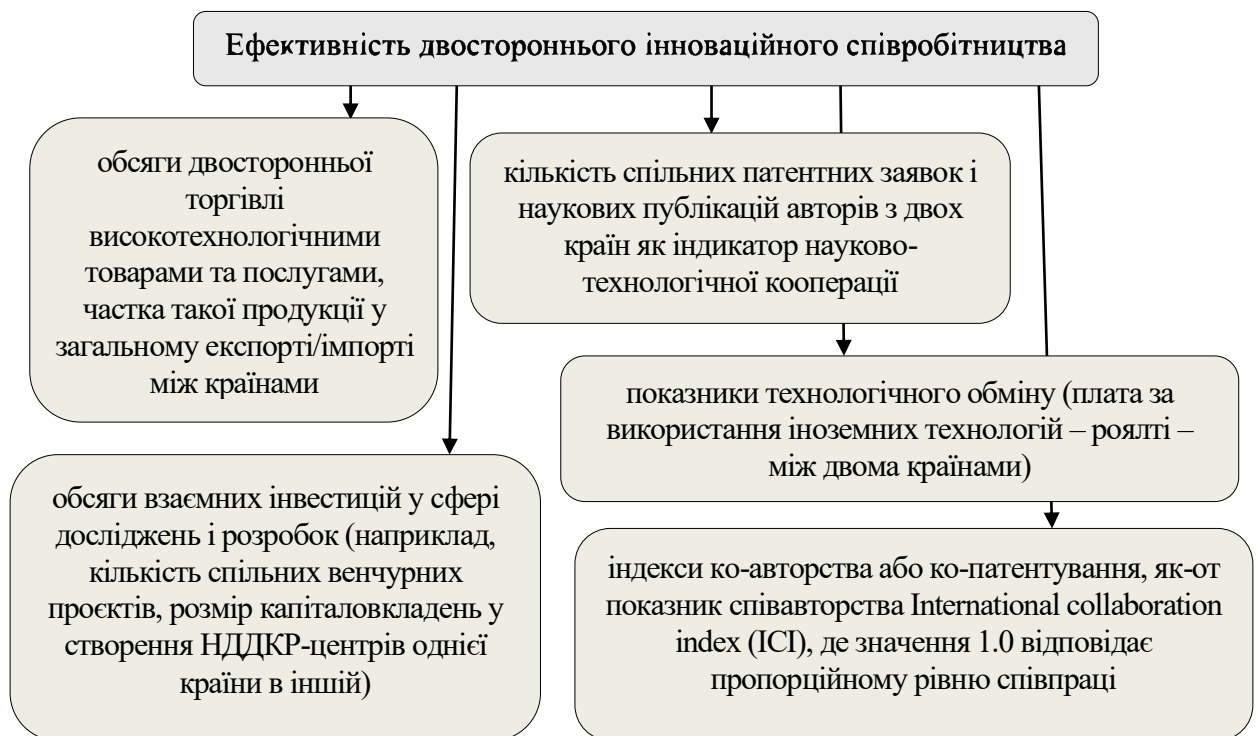 Ефективність двостороннього інноваційного співробітництва
обсяги двосторонньої
торгівлі
високотехнологічними
товарами та послугами,
частка такої продукції у
загальному експорті/імпорті
між країнами
кількість спільних патентних заявок і
наукових публікацій авторів з двох
країн як індикатор науково-
технологічної кооперації
показники технологічного обміну (плата за
використання іноземних технологій – роялті –
між двома країнами)
обсяги взаємних інвестицій у сфері
досліджень і розробок (наприклад,
кількість спільних венчурних
проєктів, розмір капіталовкладень у
створення НДДКР-центрів однієї
країни в іншій)
індекси ко-авторства або ко-патентування, як-от
показник співавторства International collaboration
index (ICI), де значення 1.0 відповідає
пропорційному рівню співпраці